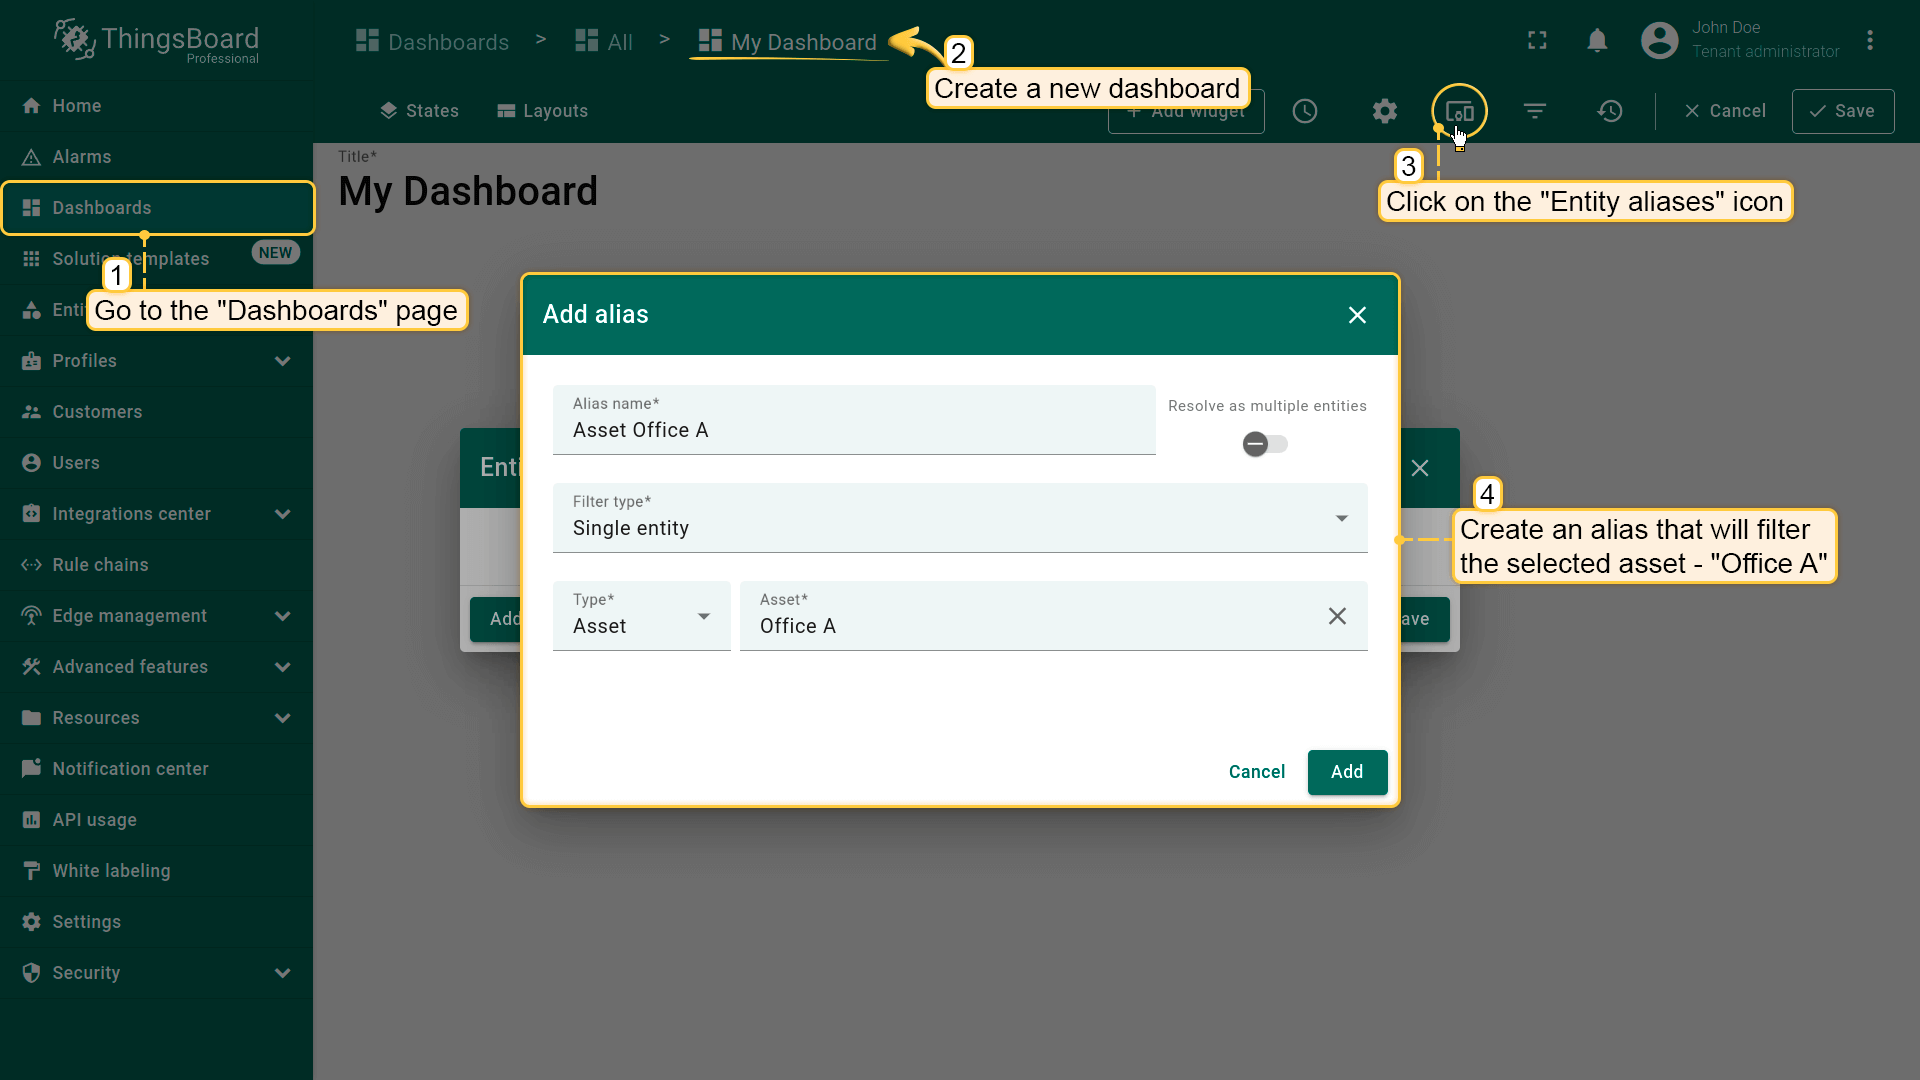 ThingsBoard
Professional
Dashboards > All > My Dashboard
2
Create a new dashboard
John Doe
Tenant administrator
States
Layouts
+ Add widget
Cancel
Save
3
Click on the "Entity aliases" icon
Home
Alarms
Dashboards
Solution templates
NEW
1
Go to the "Dashboards" page
Profiles
Customers
Users
Integrations center
Rule chains
Edge management
Advanced features
Resources
Notification center
API usage
White labeling
Settings
Security
Title*
My Dashboard
Add alias
Alias name*
Asset Office A
Resolve as multiple entities
Filter type*
Single entity
Type*
Asset
Asset*
Office A
Cancel
Add
Add
4
Create an alias that will filter
the selected asset - "Office A"